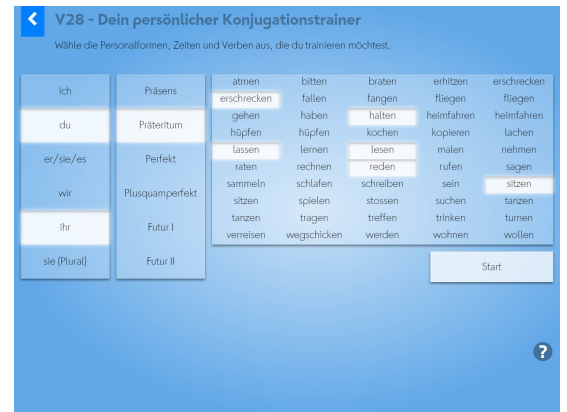 V28 - Dein persönlicher Konjugationstrainer
Wähle die Personalformen, Zeiten und Verben aus, die du trainieren möchtest.
ich
du
er/sie/es
wir
ihr
sie (Plural)
Präsens
Präteritum
Perfekt
Plusquamperfekt
Futur I
Futur II
atmen bitten braten erhitzen erschrecken
erschrecken fallen fangen fliegen fliegen
gehen haben halten heimfahren heimfahren
hüpfen hüpfen kochen kopieren lachen
lassen lernen lesen malen nehmen
raten rechnen reden rufen sagen
sammeln schlafen schreiben sein sitzen
sitzen spielen stossen suchen tanzen
tanzen tragen treffen trinken turnen
verreisen wegschicken werden wohnen wollen
Start
?